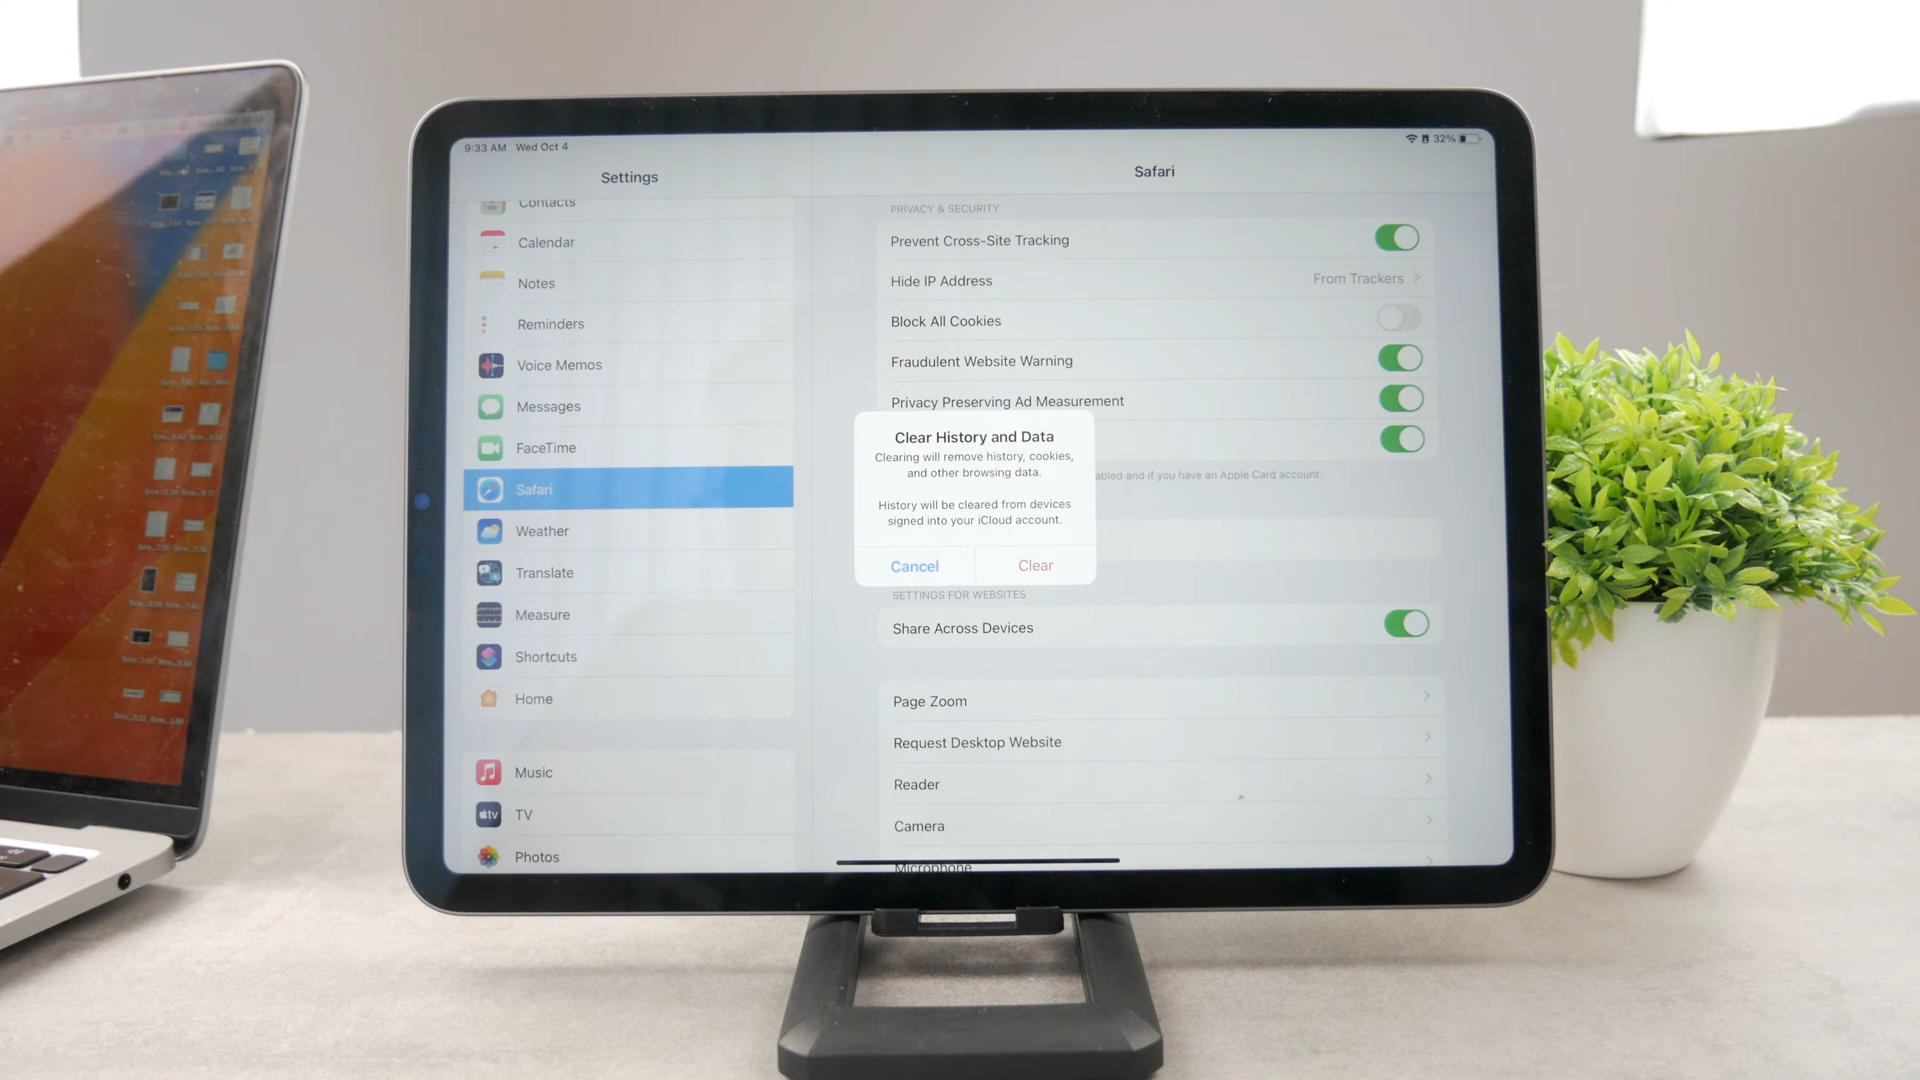 9:33 AM Wed Oct 4
32%
Settings
Contacts
Calendar
Notes
Reminders
Voice Memos
Messages
FaceTime
Safari
Weather
Translate
Measure
Shortcuts
Home
Music
tv
TV
Photos
Safari
PRIVACY & SECURITY
Prevent Cross-Site Tracking
Hide IP Address
From Trackers
Block All Cookies
Fraudulent Website Warning
Privacy Preserving Ad Measurement
abled and if you have an Apple Card account.
Clear History and Data
Clearing will remove history, cookies,
and other browsing data.
History will be cleared from devices
signed into your iCloud account.
Cancel
Clear
SETTINGS FOR WEBSITES
Share Across Devices
Page Zoom
Request Desktop Website
Reader
Camera
Microphone